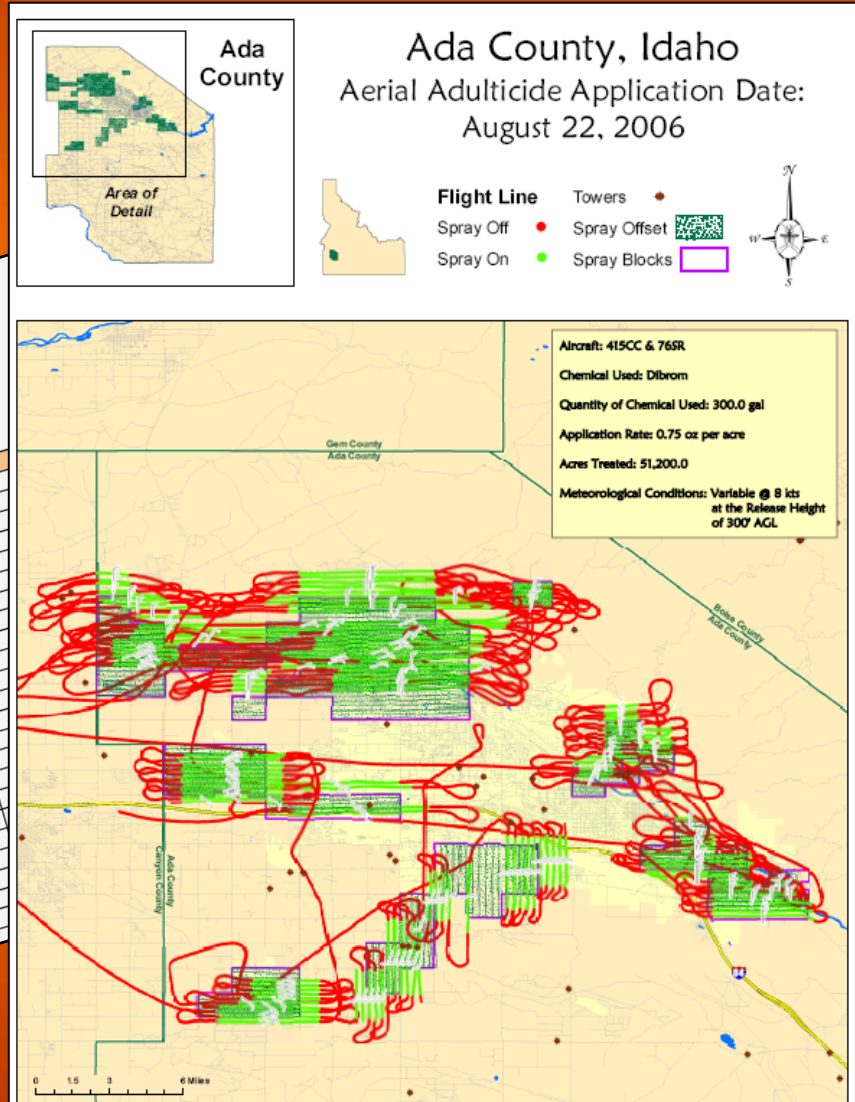 Ada
County
Area of
Detail
Ada County, Idaho
Aerial Adulticide Application Date:
August 22, 2006
Flight Line
Spray Off
Spray On
Towers
Spray Offset
Spray Blocks
N
W
E
S
Aircraft: 415CC & 765R
Chemical Used: Dibrom
Quantity of Chemical Used: 300.0 gal
Application Rate: 0.75 oz per acre
Acres Treated: 51,200.0
Meteorological Conditions: Variable @ 8 kts
at the Release Height
of 300' AGL
Gem County
Ada County
Boise County
Ada County
Ada County
Canyon County
84
0 1.5 3 6 Miles